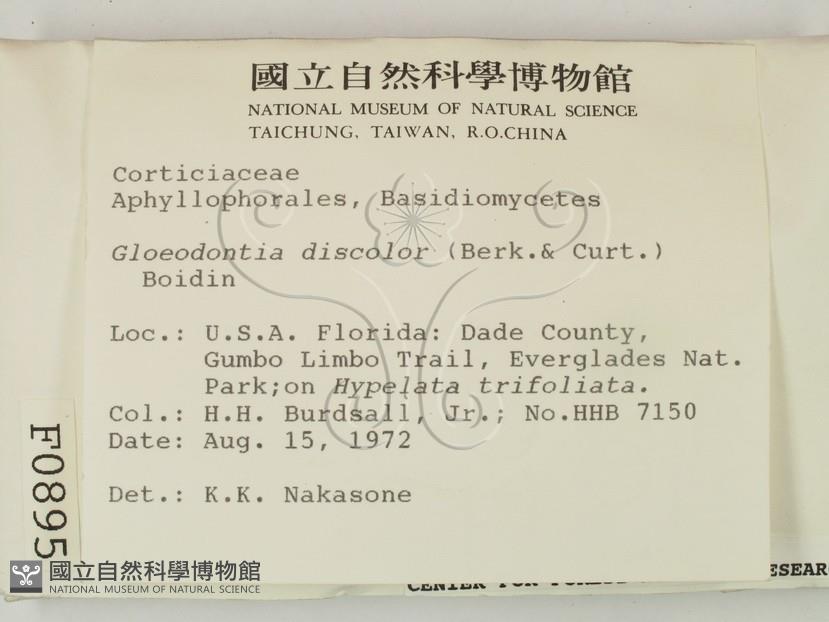 國立自然科學博物館
NATIONAL MUSEUM OF NATURAL SCIENCE
TAICHUNG, TAIWAN, R.O.CHINA
Corticiaceae
Aphyllophorales, Basidiomycetes
Gloeodontia discolor (Berk.& Curt.)
Boidin
Loc.: U.S.A. Florida: Dade County,
Gumbo Limbo Trail, Everglades Nat.
Park;on Hypelata trifoliata.
Col.: H.H. Burdsall, Jr.; No.HHB 7150
Date: Aug. 15, 1972
Det.: K.K. Nakasone
F0895
國立自然科學博物館
NATIONAL MUSEUM OF NATURAL SCIENCE
CENTER FOR